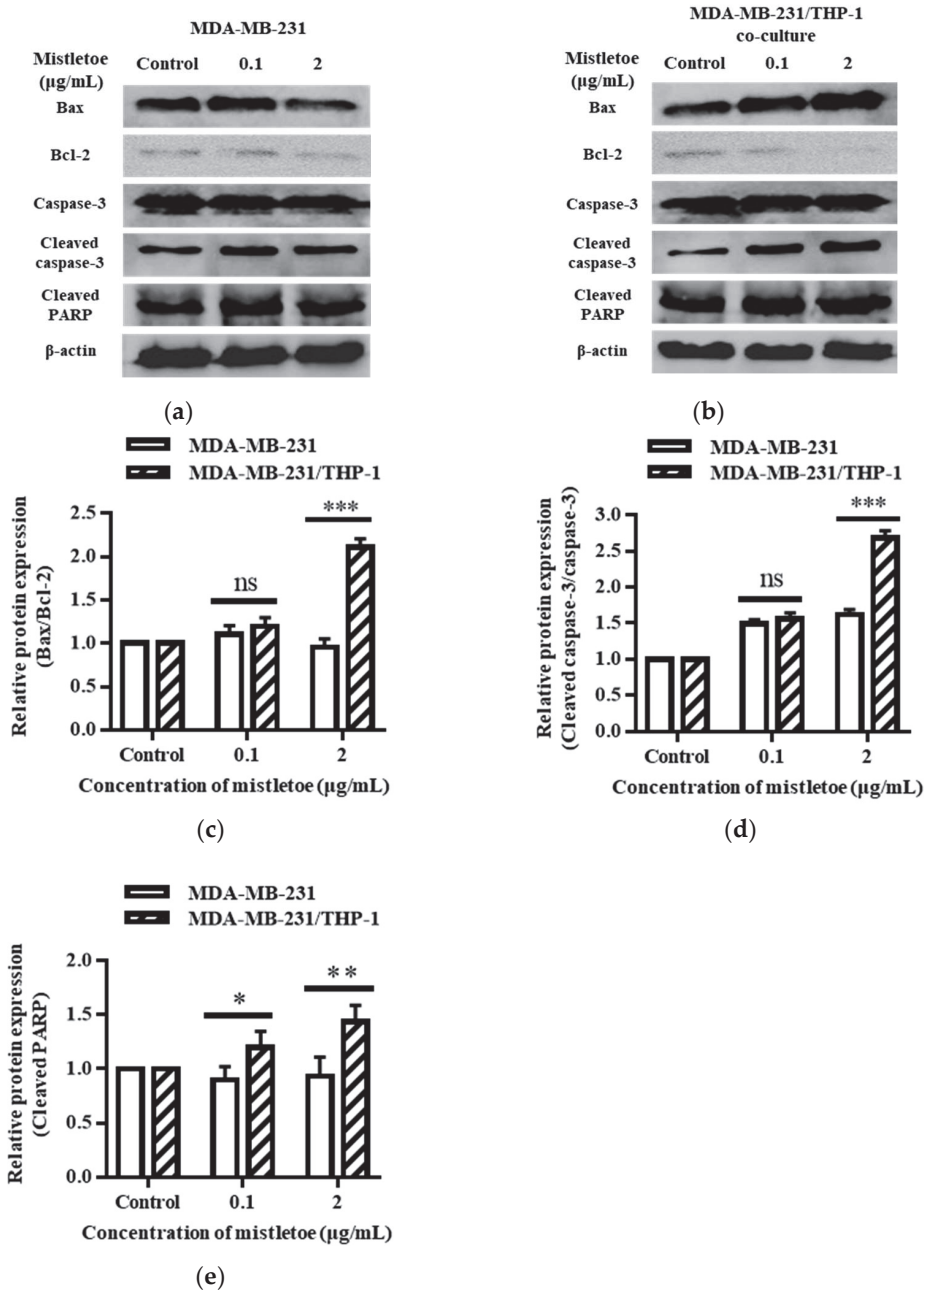 MDA-MB-231
Mistletoe
(µg/mL)
Control 0.1 2
Bax
Bcl-2
Caspase-3
Cleaved
caspase-3
Cleaved
PARP
β-actin
(a)
MDA-MB-231/THP-1
co-culture
Mistletoe
(µg/mL)
Control 0.1 2
Bax
Bcl-2
Caspase-3
Cleaved
caspase-3
Cleaved
PARP
β-actin
(b)
MDA-MB-231
MDA-MB-231/THP-1
Relative protein expression
(Bax/Bcl-2)
2.5
2.0
1.5
1.0
0.5
0.0
ns
***
Control 0.1 2
Concentration of mistletoe (µg/mL)
(c)
MDA-MB-231
MDA-MB-231/THP-1
Relative protein expression
(Cleaved caspase-3/caspase-3)
3.0
2.5
2.0
1.5
1.0
0.5
0.0
ns
***
Control 0.1 2
Concentration of mistletoe (µg/mL)
(d)
MDA-MB-231
MDA-MB-231/THP-1
Relative protein expression
(Cleaved PARP)
2.0
1.5
1.0
0.5
0.0
*
**
Control 0.1 2
Concentration of mistletoe (µg/mL)
(e)